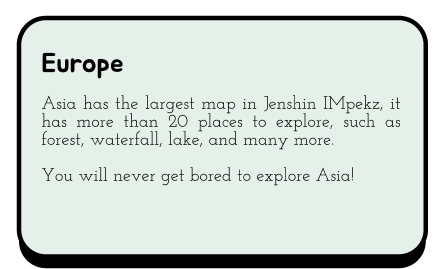 Europe
Asia has the largest map in Jenshin IMpekz, it
has more than 20 places to explore, such as
forest, waterfall, lake, and many more.
You will never get bored to explore Asia!